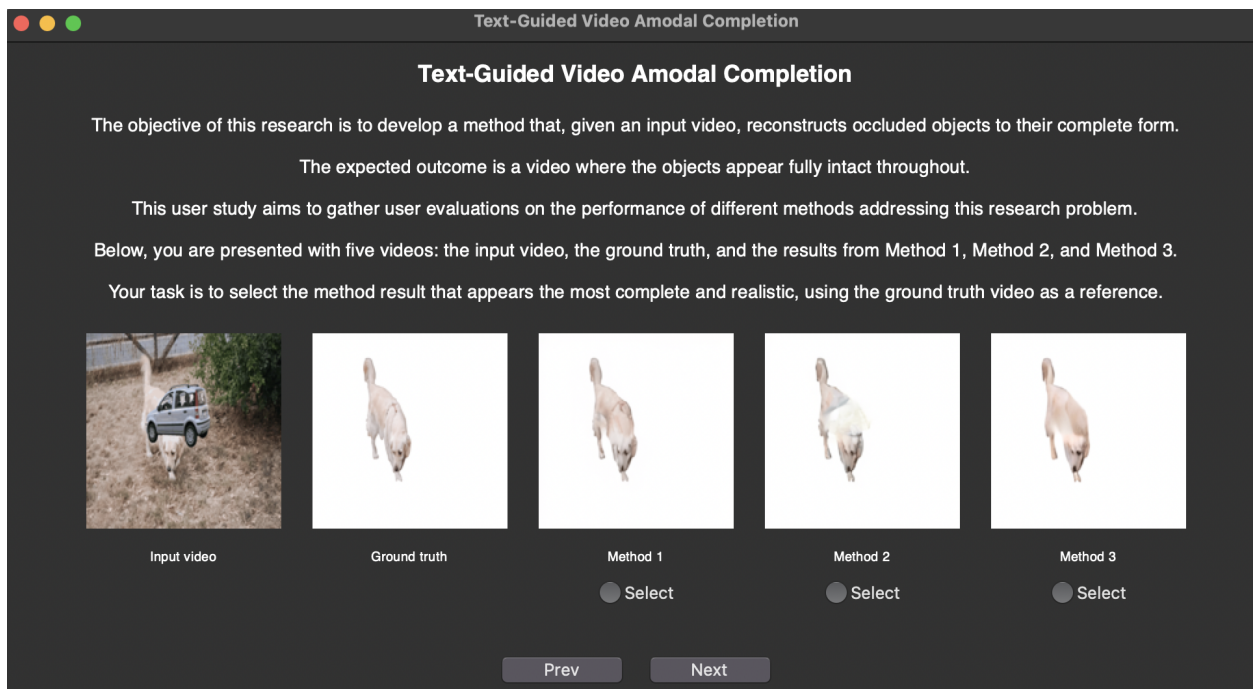 Text-Guided Video Amodal Completion
Text-Guided Video Amodal Completion
The objective of this research is to develop a method that, given an input video, reconstructs occluded objects to their complete form.
The expected outcome is a video where the objects appear fully intact throughout.
This user study aims to gather user evaluations on the performance of different methods addressing this research problem.
Below, you are presented with five videos: the input video, the ground truth, and the results from Method 1, Method 2, and Method 3.
Your task is to select the method result that appears the most complete and realistic, using the ground truth video as a reference.
Input video Ground truth Method 1 Method 2 Method 3
Select Select Select
Prev Next